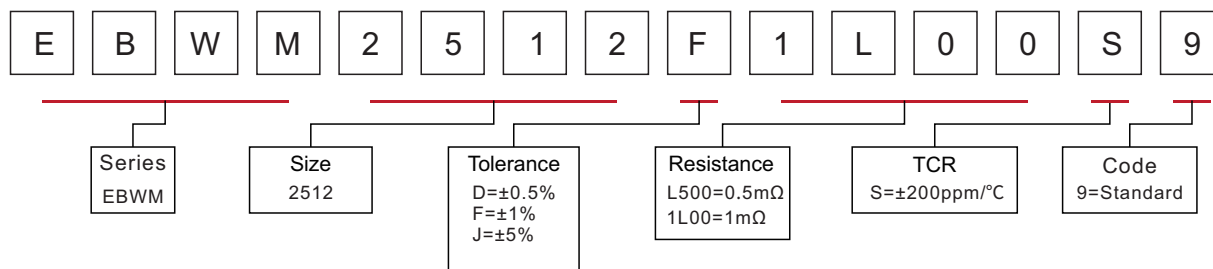 E B W M 2 5 1 2 F 1 L 0 0 S 9
Series
EBWM
Size
2512
Tolerance
D=±0.5%
F=±1%
J=±5%
Resistance
L500=0.5mΩ
1L00=1mΩ
TCR
S=±200ppm/℃
Code
9=Standard